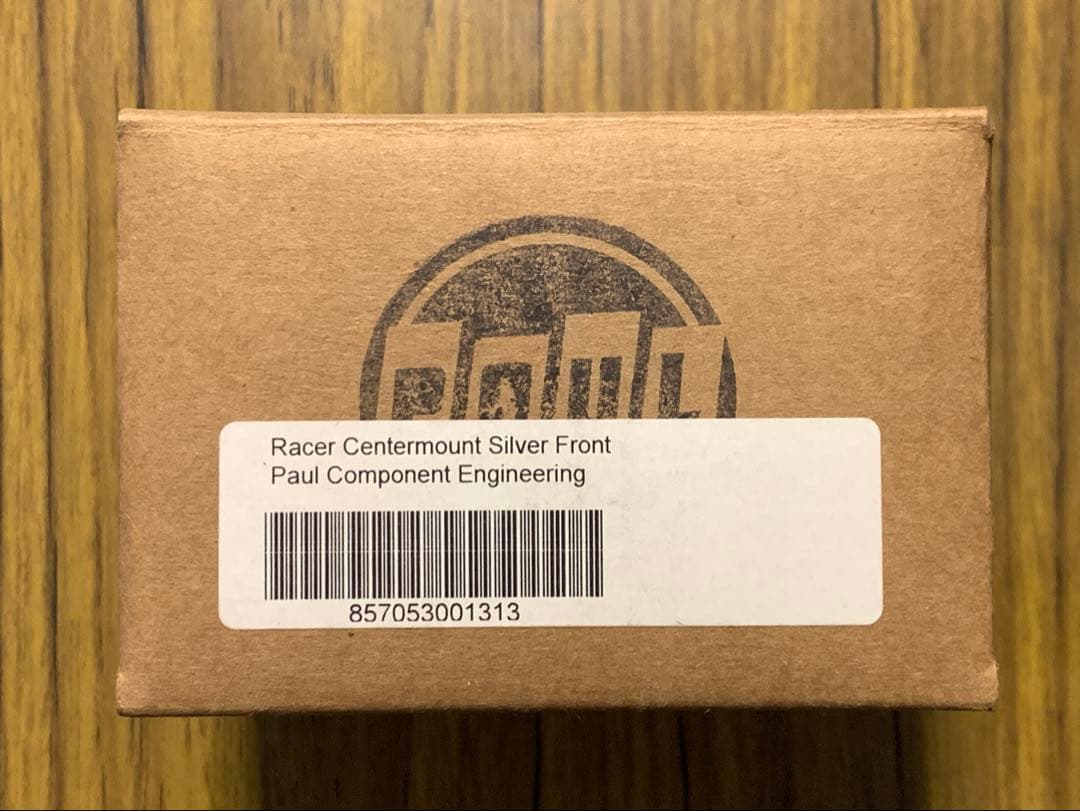 PAUL
Racer Centermount Silver Front
Paul Component Engineering
857053001313